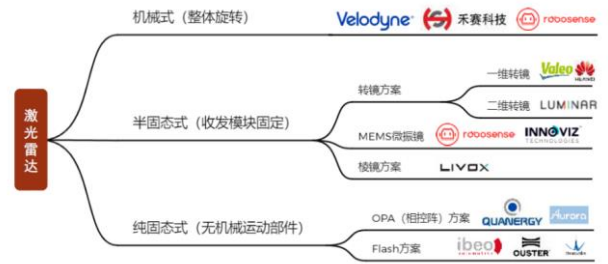 机械式（整体旋转）
Velodyne
禾赛科技
robosense
激光雷达
半固态式（收发模块固定）
转镜方案
一维转镜
Valeo
HUAWEI
二维转镜
LUMINAR
MEMS微振镜
robosense
INNOVIZ
TECHNOLOGIES
棱镜方案
LIVOX
纯固态式（无机械运动部件）
OPA（相控阵）方案
QUANERGY
Aurora
Flash方案
ibeo
OUSTER